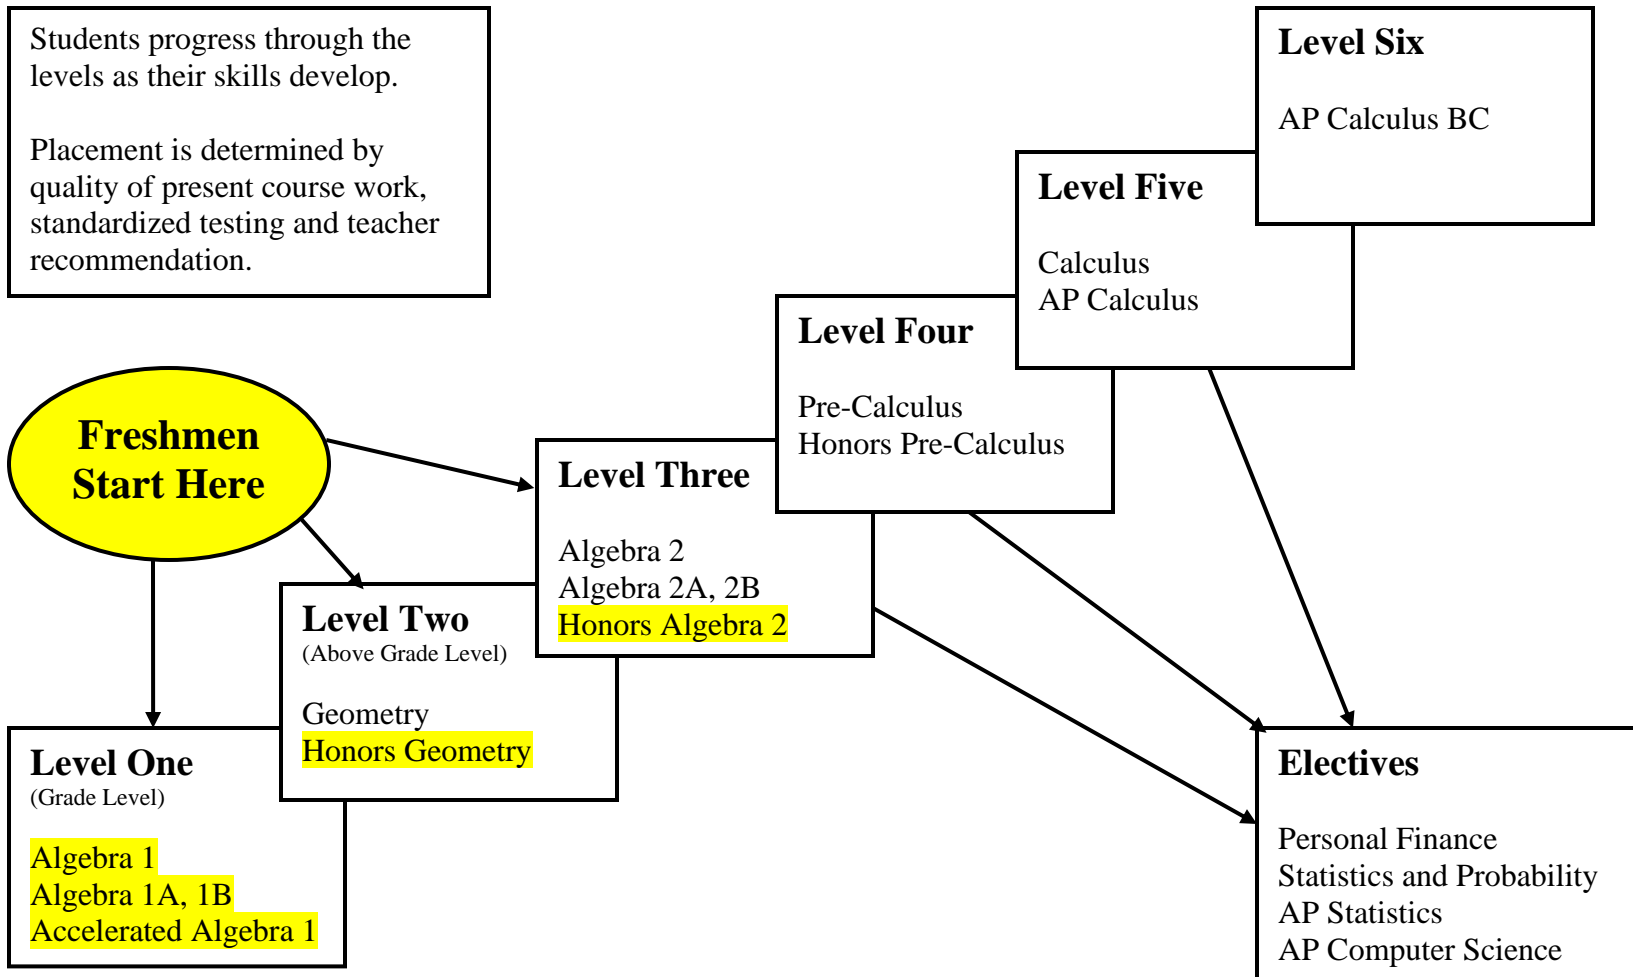 Students progress through the
levels as their skills develop.
Placement is determined by
quality of present course work,
standardized testing and teacher
recommendation.
Level Six
AP Calculus BC
Level Five
Calculus
AP Calculus
Level Four
Pre-Calculus
Honors Pre-Calculus
Freshmen
Start Here
Level Three
Algebra 2
Algebra 2A, 2B
Honors Algebra 2
Level Two
(Above Grade Level)
Geometry
Honors Geometry
Level One
(Grade Level)
Algebra 1
Algebra 1A, 1B
Accelerated Algebra 1
Electives
Personal Finance
Statistics and Probability
AP Statistics
AP Computer Science